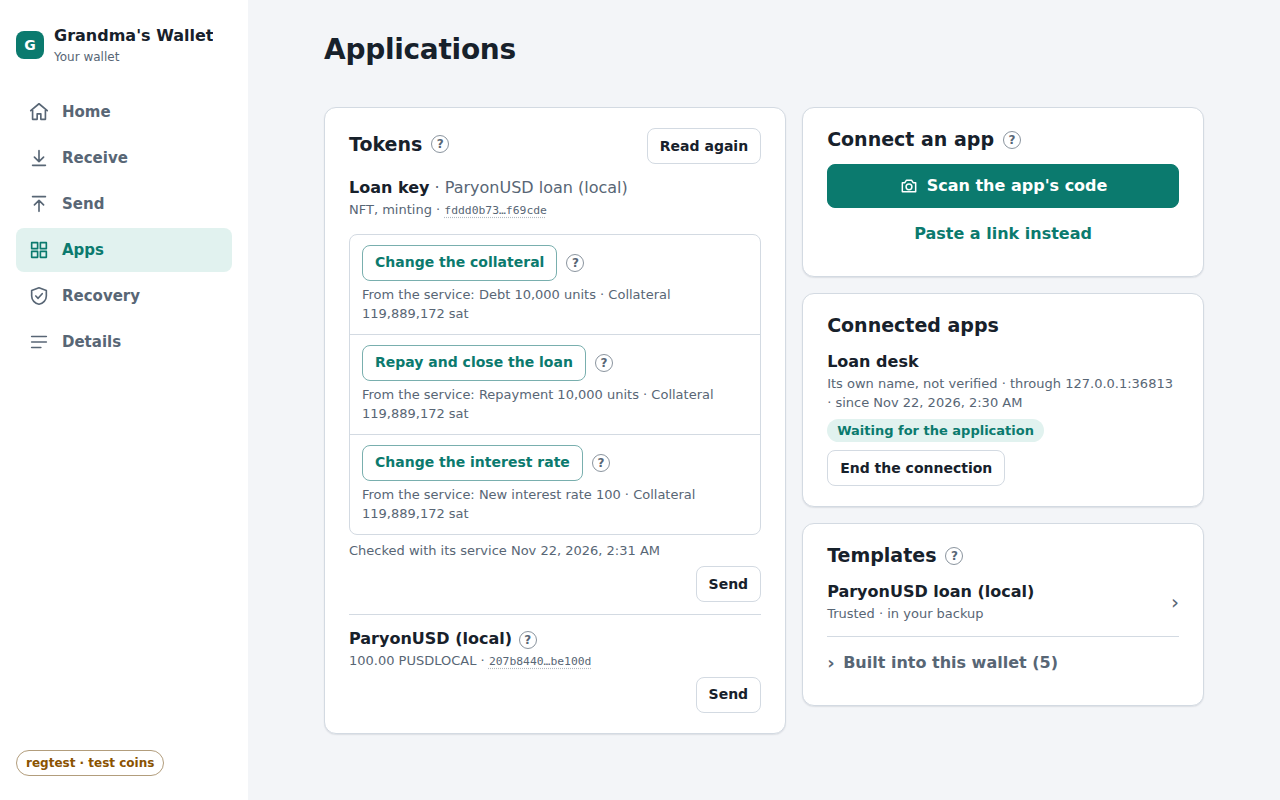 G
Grandma's Wallet
Your wallet
Home
Receive
Send
Apps
Recovery
Details
regtest · test coins
Applications
Tokens ?
Read again
Loan key · ParyonUSD loan (local)
NFT, minting · fddd0b73…f69cde
Change the collateral ?
From the service: Debt 10,000 units · Collateral
119,889,172 sat
Repay and close the loan ?
From the service: Repayment 10,000 units · Collateral
119,889,172 sat
Change the interest rate ?
From the service: New interest rate 100 · Collateral
119,889,172 sat
Checked with its service Nov 22, 2026, 2:31 AM
Send
ParyonUSD (local) ?
100.00 PUSDLOCAL · 207b8440…be100d
Send
Connect an app ?
Scan the app's code
Paste a link instead
Connected apps
Loan desk
Its own name, not verified · through 127.0.0.1:36813
· since Nov 22, 2026, 2:30 AM
Waiting for the application
End the connection
Templates ?
ParyonUSD loan (local)
Trusted · in your backup
›
› Built into this wallet (5)